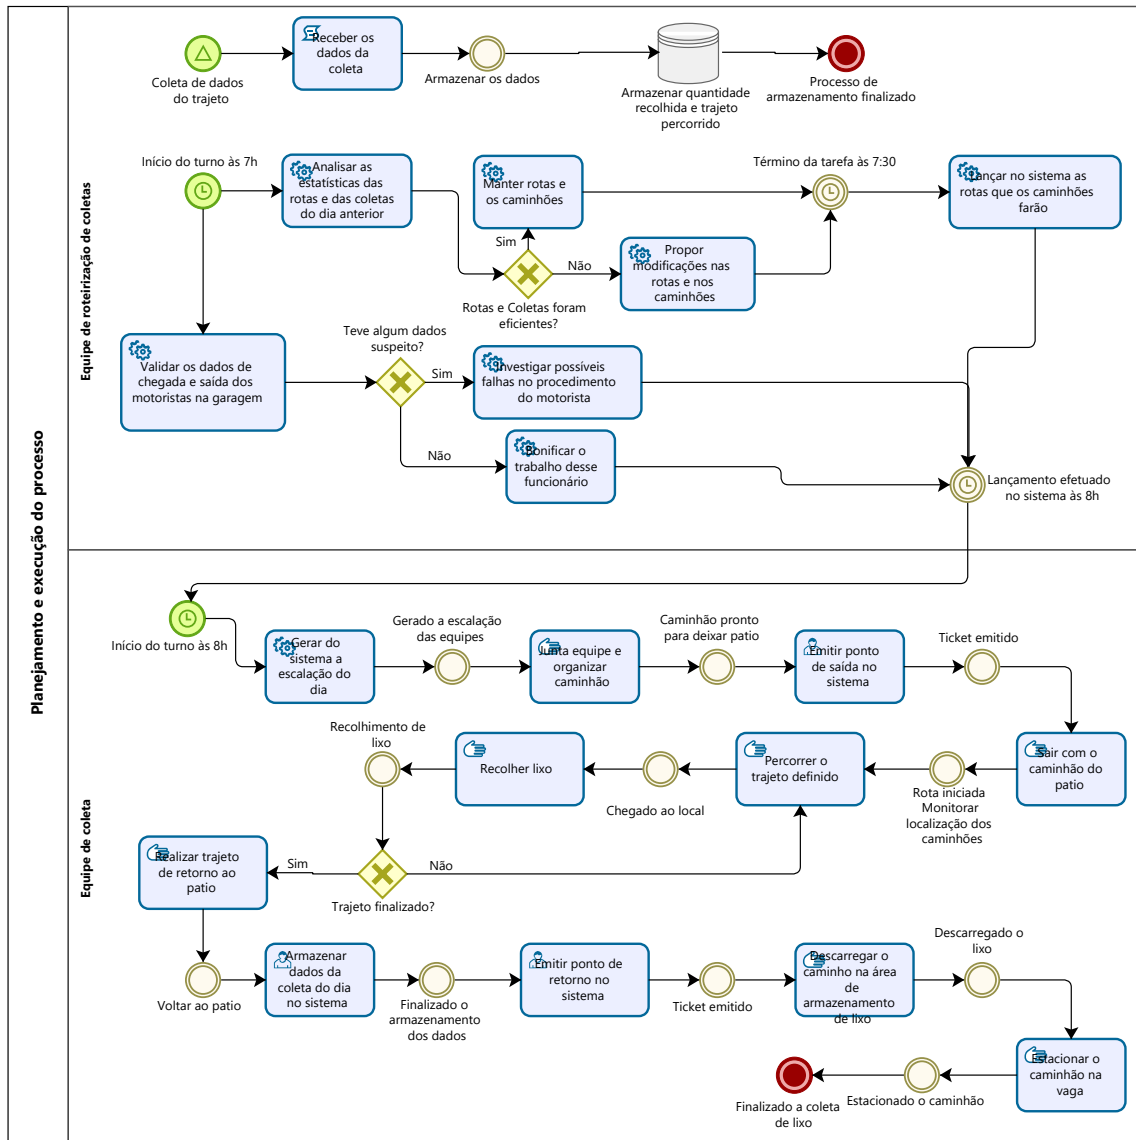 Planejamento e execução do processo
Equipe de roteirização de coletas
Coleta de dados
do trajeto
Receber os
dados da
coleta
Armazenar os dados
Armazenar quantidade
recolhida e trajeto
percorrido
Processo de
armazenamento finalizado
Início do turno às 7h
Analisar as
estatísticas das
rotas e das coletas
do dia anterior
Manter rotas e
os caminhões
Término da tarefa às 7:30
Lançar no sistema as
rotas que os caminhões
farão
Sim
Não
Rotas e Coletas foram
eficientes?
Propor
modificações nas
rotas e nos
caminhões
Validar os dados de
chegada e saída dos
motoristas na garagem
Teve algum dados
suspeito?
Sim
Investigar possíveis
falhas no procedimento
do motorista
Não
Bonificar o
trabalho desse
funcionário
Lançamento efetuado
no sistema às 8h
Equipe de coleta
Início do turno às 8h
Gerar do
sistema a
escalação do
dia
Gerado a escalação
das equipes
Junta equipe e
organizar
caminhão
Caminhão pronto
para deixar patio
Emitir ponto
de saída no
sistema
Ticket emitido
Sair com o
caminhão do
patio
Rota iniciada
Monitorar
localização dos
caminhões
Percorrer o
trajeto definido
Chegado ao local
Recolher lixo
Recolhimento de
lixo
Trajeto finalizado?
Não
Sim
Realizar trajeto
de retorno ao
patio
Voltar ao patio
Armazenar
dados da
coleta do dia
no sistema
Finalizado o
armazenamento
dos dados
Emitir ponto de
retorno no
sistema
Ticket emitido
Descarregar o
caminho na área
de
armazenamento
de lixo
Descarregado o
lixo
Estacionar o
caminhão na
vaga
Estacionado o caminhão
Finalizado a coleta
de lixo